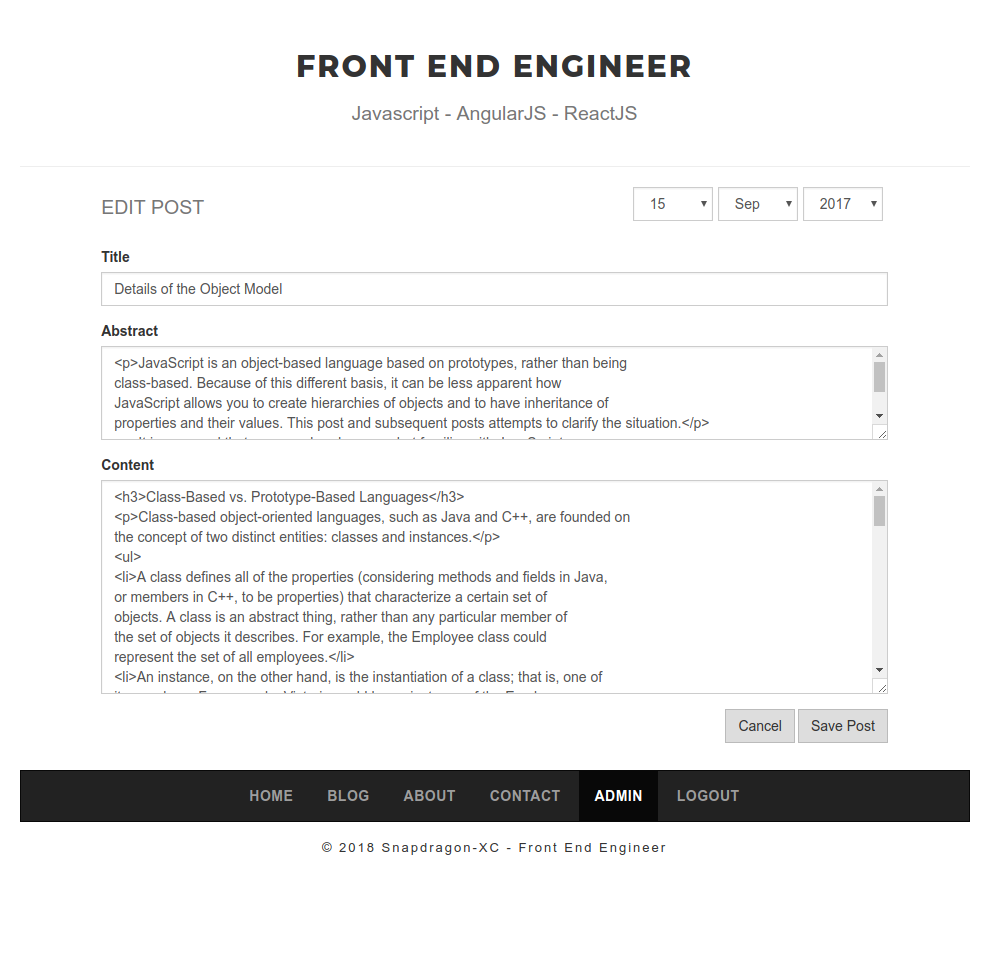 FRONT END ENGINEER
Javascript - AngularJS - ReactJS
EDIT POST
15 Sep 2017
Title
Details of the Object Model
Abstract
<p>JavaScript is an object-based language based on prototypes, rather than being
class-based. Because of this different basis, it can be less apparent how
JavaScript allows you to create hierarchies of objects and to have inheritance of
properties and their values. This post and subsequent posts attempts to clarify the situation.</p>
Content
<h3>Class-Based vs. Prototype-Based Languages</h3>
<p>Class-based object-oriented languages, such as Java and C++, are founded on
the concept of two distinct entities: classes and instances.</p>
<ul>
<li>A class defines all of the properties (considering methods and fields in Java,
or members in C++, to be properties) that characterize a certain set of
objects. A class is an abstract thing, rather than any particular member of
the set of objects it describes. For example, the Employee class could
represent the set of all employees.</li>
<li>An instance, on the other hand, is the instantiation of a class; that is, one of
Cancel Save Post
HOME BLOG ABOUT CONTACT ADMIN LOGOUT
© 2018 Snapdragon-XC - Front End Engineer